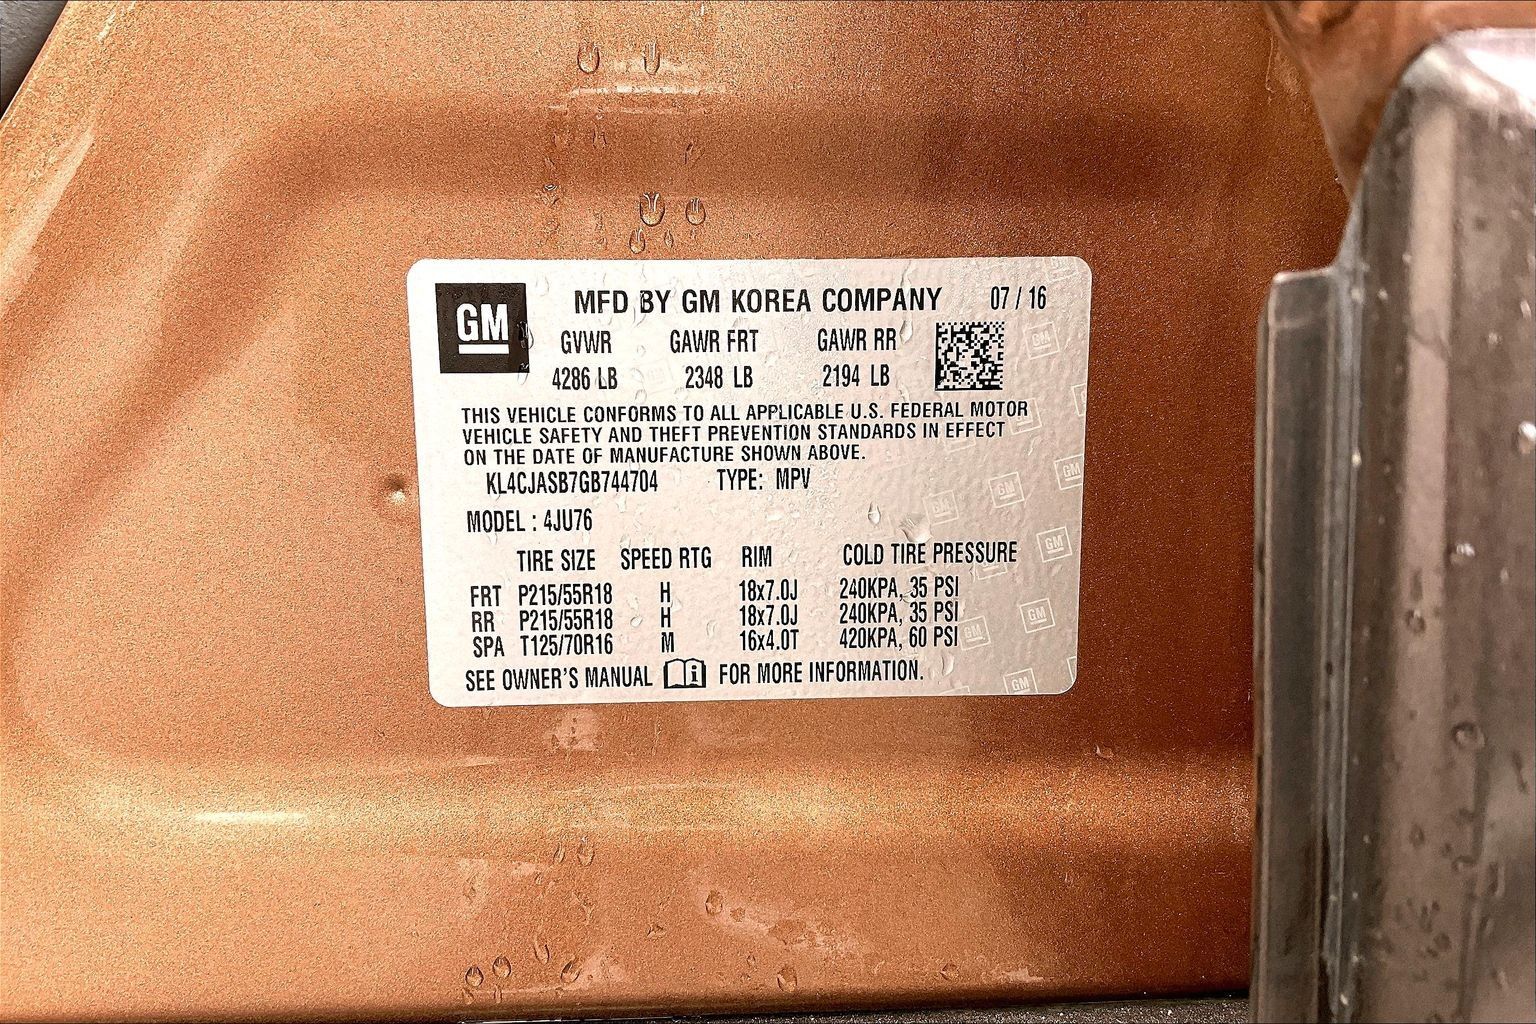 GM
MFD BY GM KOREA COMPANY 07 / 16
GVWR GAWR FRT GAWR RR
4286 LB 2348 LB 2194 LB
THIS VEHICLE CONFORMS TO ALL APPLICABLE U.S. FEDERAL MOTOR
VEHICLE SAFETY AND THEFT PREVENTION STANDARDS IN EFFECT
ON THE DATE OF MANUFACTURE SHOWN ABOVE.
KL4CJASB7GB744704 TYPE: MPV
MODEL : 4JU76
TIRE SIZE SPEED RTG RIM COLD TIRE PRESSURE
FRT P215/55R18 H 18x7.0J 240KPA, 35 PSI
RR P215/55R18 H 18x7.0J 240KPA, 35 PSI
SPA T125/70R16 M 16x4.0T 420KPA, 60 PSI
SEE OWNER'S MANUAL FOR MORE INFORMATION.